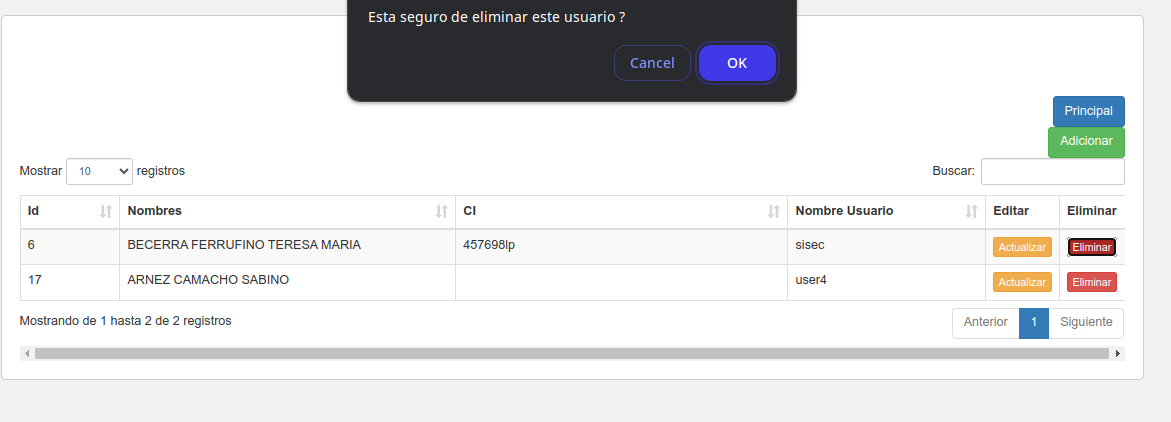 Esta seguro de eliminar este usuario ?
Cancel OK
Principal
Adicionar
Mostrar 10 registros Buscar:
Id Nombres CI Nombre Usuario Editar Eliminar
6 BECERRA FERRUFINO TERESA MARIA 457698lp sisec Actualizar Eliminar
17 ARNEZ CAMACHO SABINO user4 Actualizar Eliminar
Mostrando de 1 hasta 2 de 2 registros Anterior 1 Siguiente